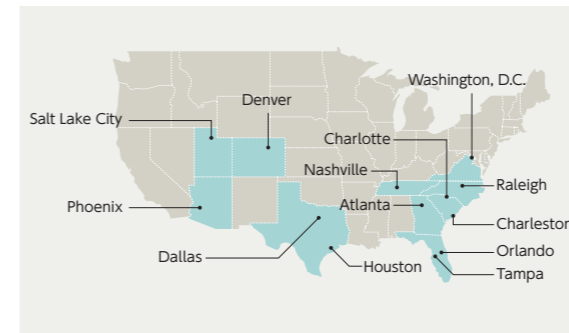 Washington, D.C.
Denver
Salt Lake City
Charlotte
Nashville
Raleigh
Phoenix
Atlanta
Charleston
Orlando
Dallas
Houston
Tampa